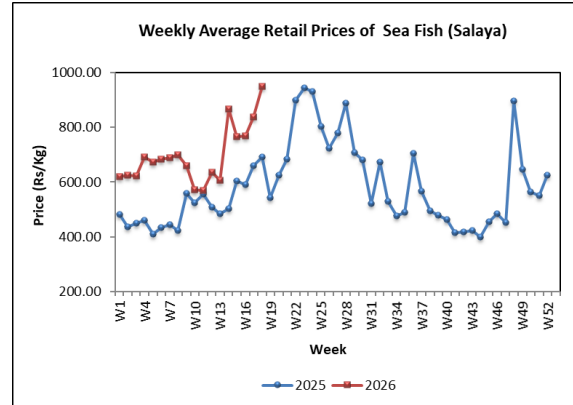 Weekly Average Retail Prices of Sea Fish (Salaya)
1000.00
800.00
600.00
400.00
200.00
Price (Rs/Kg)
W1
W4
W7
W10
W13
W16
W19
W22
W25
W28
W31
W34
W37
W40
W43
W46
W49
W52
Week
2025
2026